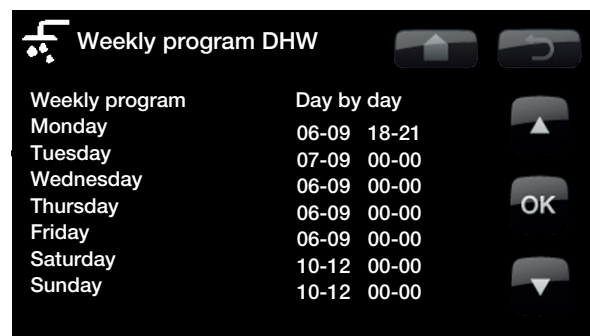 Weekly program DHW
Weekly program Day by day
Monday 06-09 18-21
Tuesday 07-09 00-00
Wednesday 06-09 00-00
Thursday 06-09 00-00
OK
Friday 06-09 00-00
Saturday 10-12 00-00
Sunday 10-12 00-00